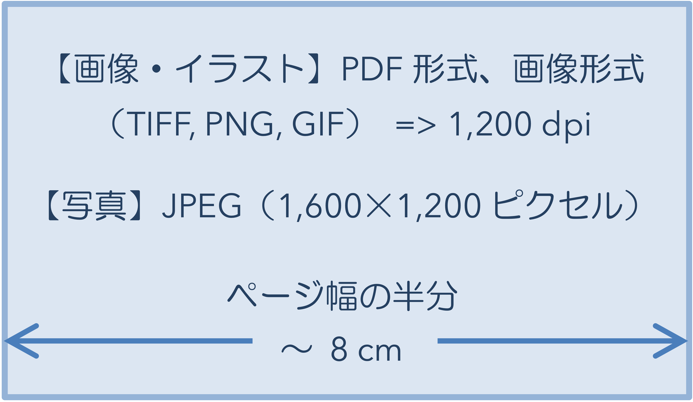 【画像・イラスト】PDF 形式、画像形式
（TIFF, PNG, GIF） => 1,200 dpi
【写真】JPEG（1,600×1,200 ピクセル）
ページ幅の半分
～ 8 cm